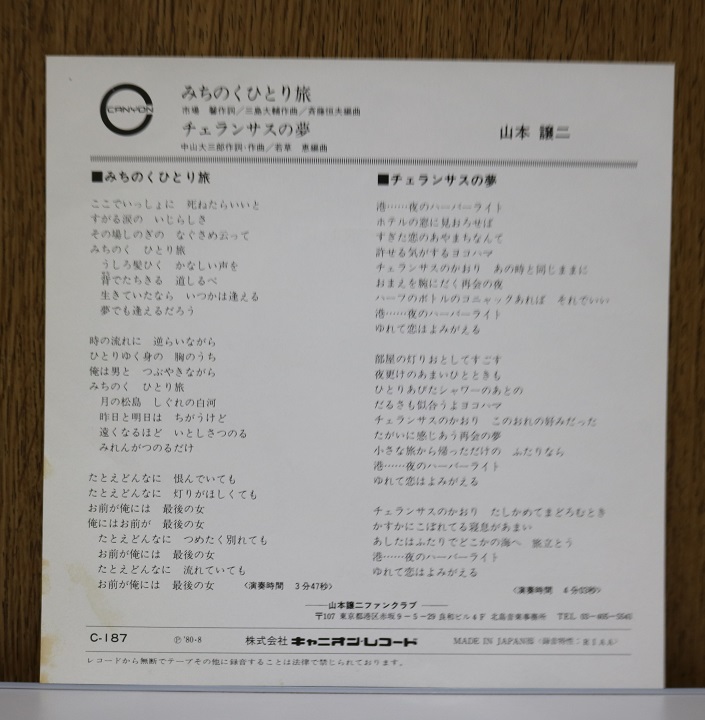 CANYON
みちのくひとり旅
市場 馨作詞／三島大輔作曲／斉藤恒夫編曲
チェランサスの夢
中山大三郎作詞・作曲／若草 恵編曲
山本 譲二
■みちのくひとり旅
ここでいっしょに 死ねたらいいと
すがる涙の いじらしさ
その場しのぎの なぐさめ云って
みちのく ひとり旅
うしろ髪ひく かなしい声を
背でたちきる 道しるべ
生きていたなら いつかは逢える
夢でも逢えるだろう
時の流れに 逆らいながら
ひとりゆく身の 胸のうち
俺は男と つぶやきながら
みちのく ひとり旅
月の松島 しぐれの白河
昨日と明日は ちがうけど
遠くなるほど いとしさつのる
みれんがつのるだけ
たとえどんなに 恨んでいても
たとえどんなに 灯りがほしくても
お前が俺には 最後の女
俺にはお前が 最後の女
たとえどんなに つめたく別れても
お前が俺には 最後の女
たとえどんなに 流れていても
お前が俺には 最後の女
〈演奏時間 3分47秒〉
■チェランサスの夢
港……夜のハーバーライト
ホテルの窓に見おろせば
すぎた恋のあやまちなんて
許せる気がするヨコハマ
チェランサスのかおり あの時と同じままに
おまえを腕にだく再会の夜
ハーフのボトルのコニャックあれば それでいい
港……夜のハーバーライト
ゆれて恋はよみがえる
部屋の灯りおとしてすごす
夜更けのあまいひとときも
ひとりあびたシャワーのあとの
だるさも似合うよヨコハマ
チェランサスのかおり このおれの好みだった
たがいに感じあう再会の夢
小さな旅から帰っただけの ふたりなら
港……夜のハーバーライト
ゆれて恋はよみがえる
チェランサスのかおり たしかめてまどろむとき
かすかにこぼれてる寝息があまい
あしたはふたりでどこかの海へ 旅立とう
港……夜のハーバーライト
ゆれて恋はよみがえる
〈演奏時間 4分05秒〉
山本譲二ファンクラブ
〒107 東京都港区赤坂9－5－29 良和ビル4F 北島音楽事務所 TEL
C-187
Ⓟ'80・8
株式会社 キャニオン・レコード
MADE IN JAPAN
レコードから無断でテープその他に録音することは法律で禁じられております。